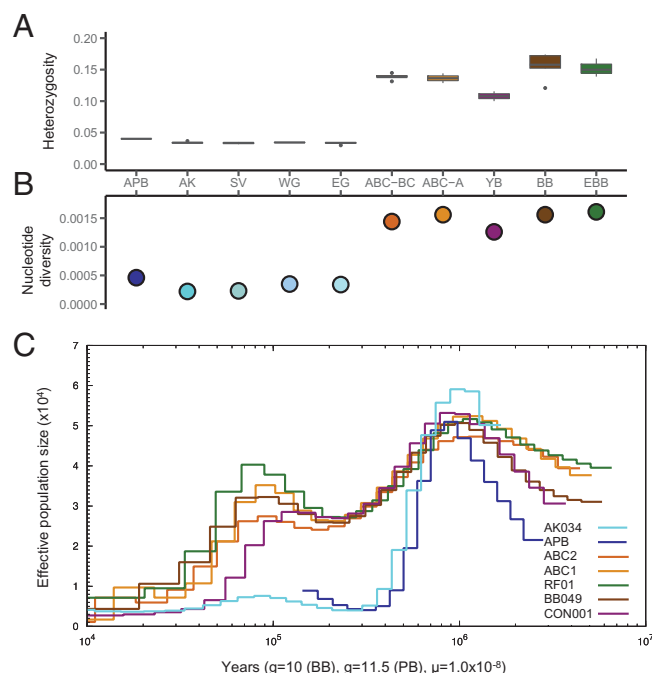 A
Heterozygosity
0.20
0.15
0.10
0.05
0.00
APB AK SV WG EG ABC-BC ABC-A YB BB EBB
B
Nucleotide
diversity
0.0015
0.0010
0.0005
0.0000
C
Effective population size (x10⁴)
7
6
5
4
3
2
1
0
AK034
APB
ABC2
ABC1
RF01
BB049
CON001
10⁴ 10⁵ 10⁶ 10⁷
Years (g=10 (BB), g=11.5 (PB), μ=1.0x10⁻⁸)